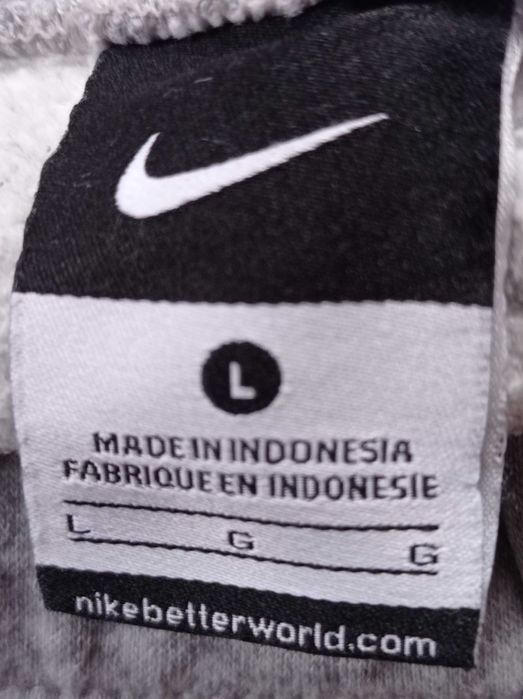 L
MADE IN INDONESIA
FABRIQUE EN INDONESIE
L G G
nikebetterworld.com